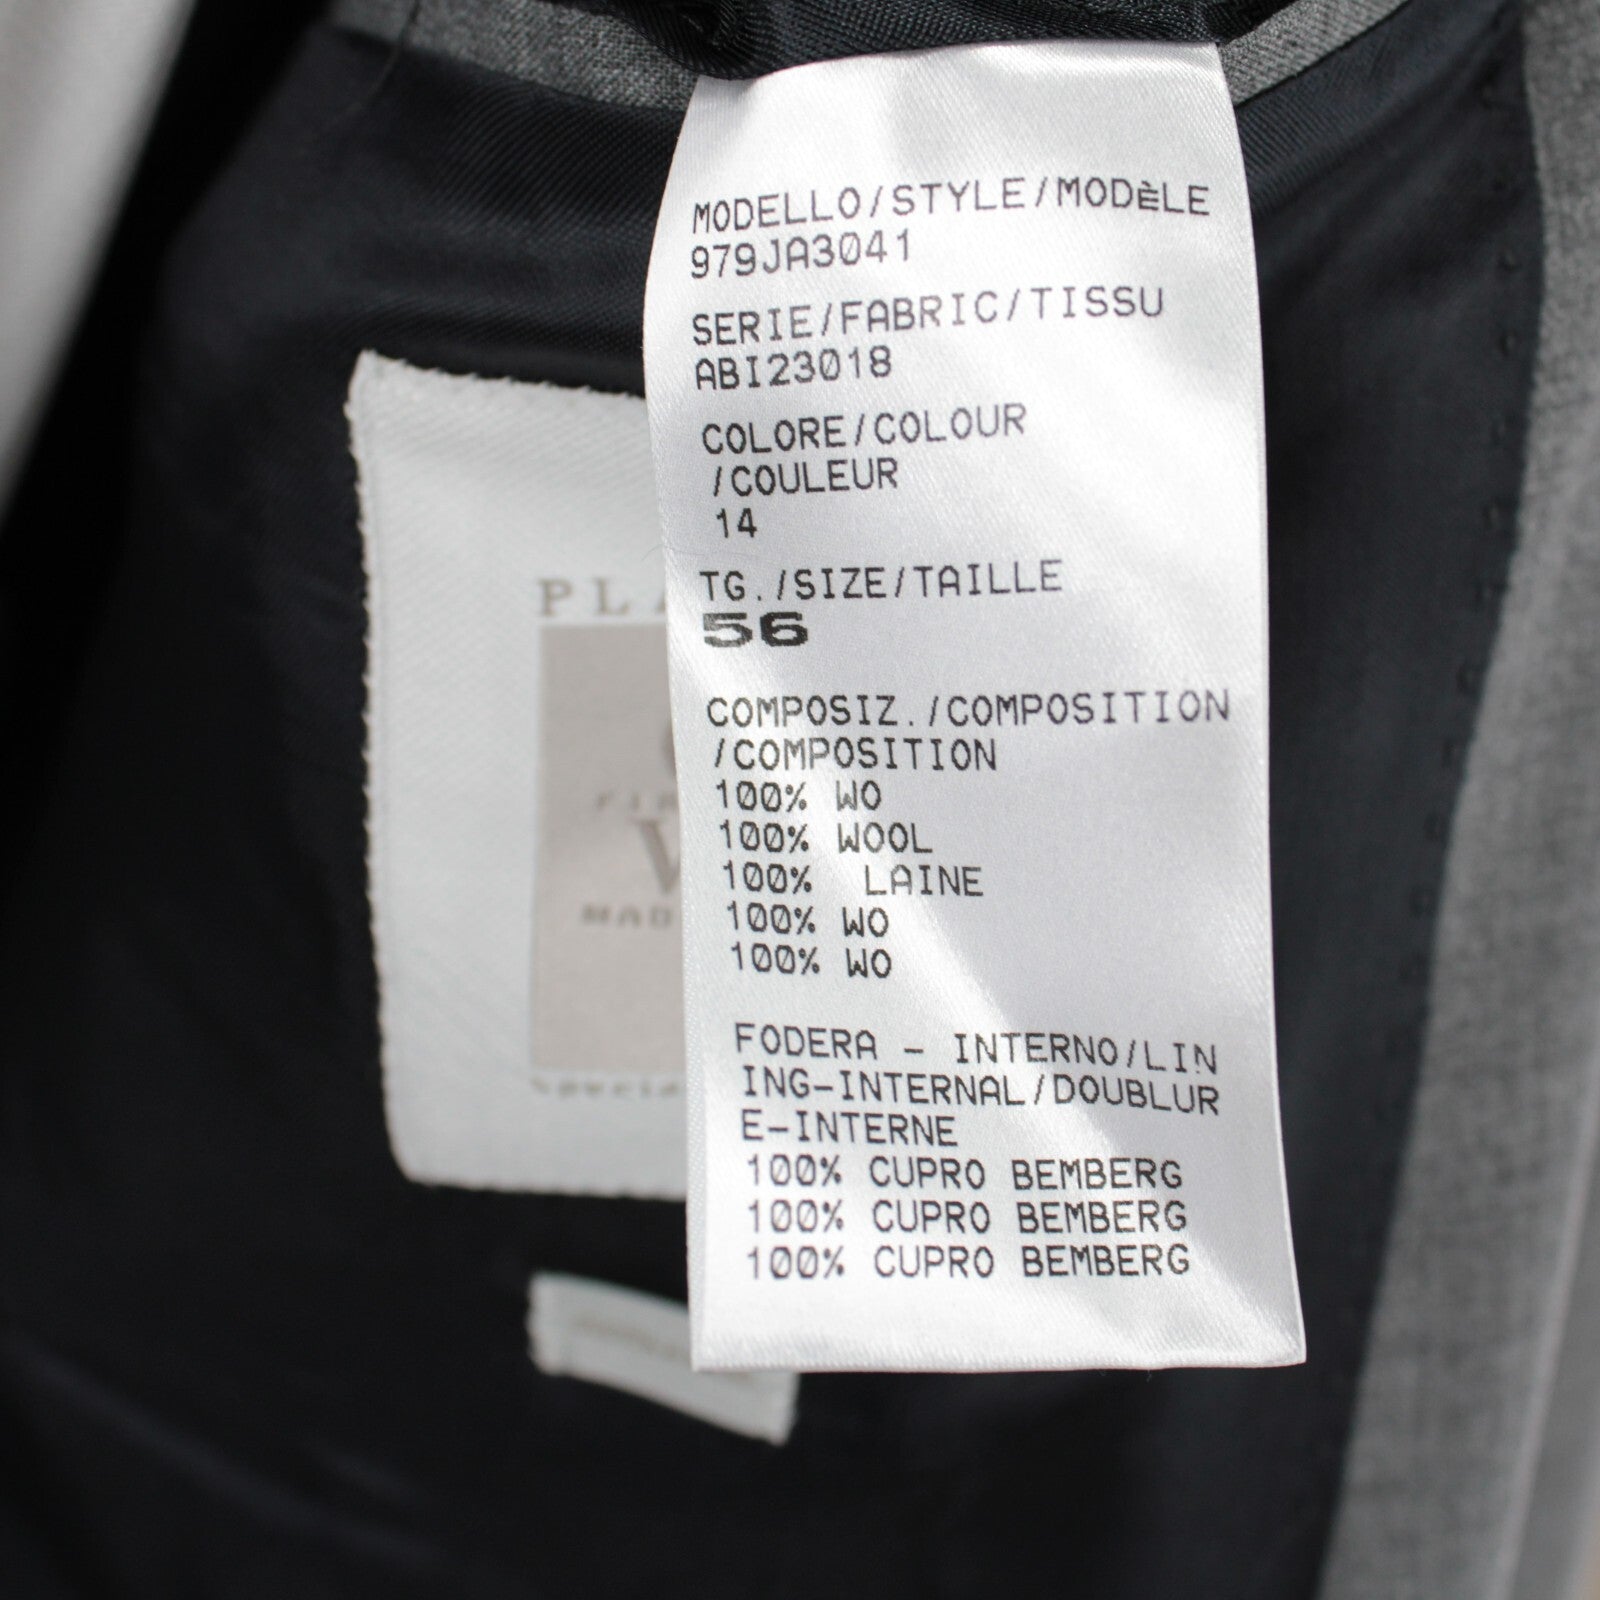 MODELLO/STYLE/MODÈLE
979JA3041
SERIE/FABRIC/TISSU
ABI23018
COLORE/COLOUR
/COULEUR
14
TG./SIZE/TAILLE
56
COMPOSIZ./COMPOSITION
/COMPOSITION
100% WO
100% WOOL
100% LAINE
100% WO
100% WO
FODERA - INTERNO/LIN
ING-INTERNAL/DOUBLUR
E-INTERNE
100% CUPRO BEMBERG
100% CUPRO BEMBERG
100% CUPRO BEMBERG